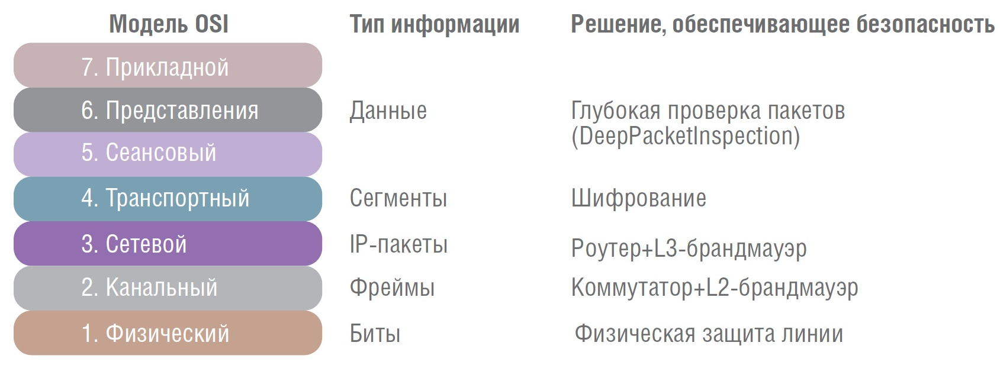 Модель OSI Тип информации Решение, обеспечивающее безопасность
7. Прикладной
6. Представления Данные Глубокая проверка пакетов
(DeepPacketInspection)
5. Сеансовый
4. Транспортный Сегменты Шифрование
3. Сетевой IP-пакеты Роутер+L3-брандмауэр
2. Канальный Фреймы Коммутатор+L2-брандмауэр
1. Физический Биты Физическая защита линии